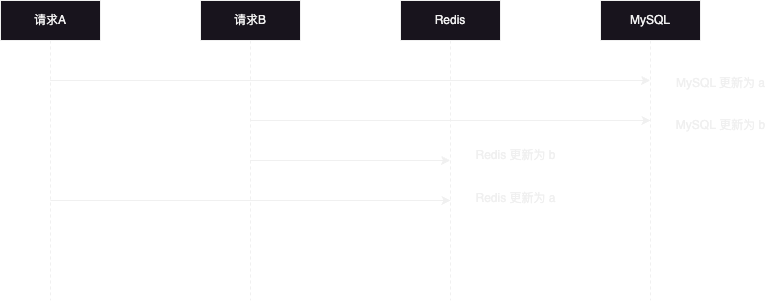 请求A
请求B
Redis
MySQL
MySQL 更新为 a
MySQL 更新为 b
Redis 更新为 b
Redis 更新为 a